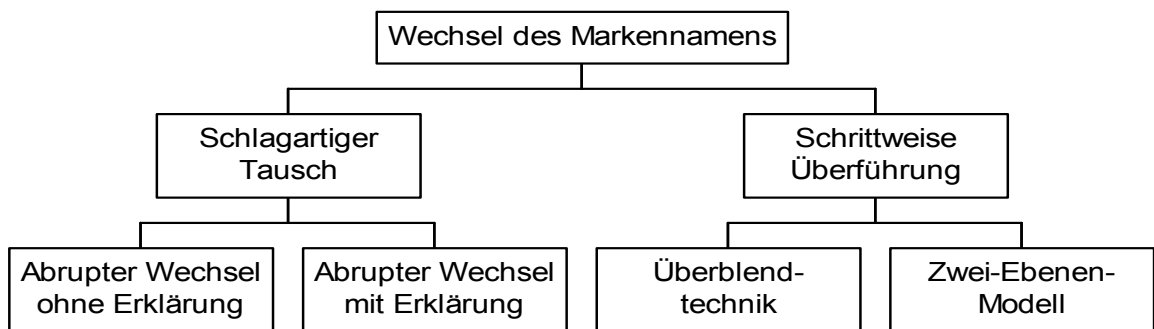 Wechsel des Markennamens
Schlagartiger
Tausch
Schrittweise
Überführung
Abrupter Wechsel
ohne Erklärung
Abrupter Wechsel
mit Erklärung
Überblend-
technik
Zwei-Ebenen-
Modell